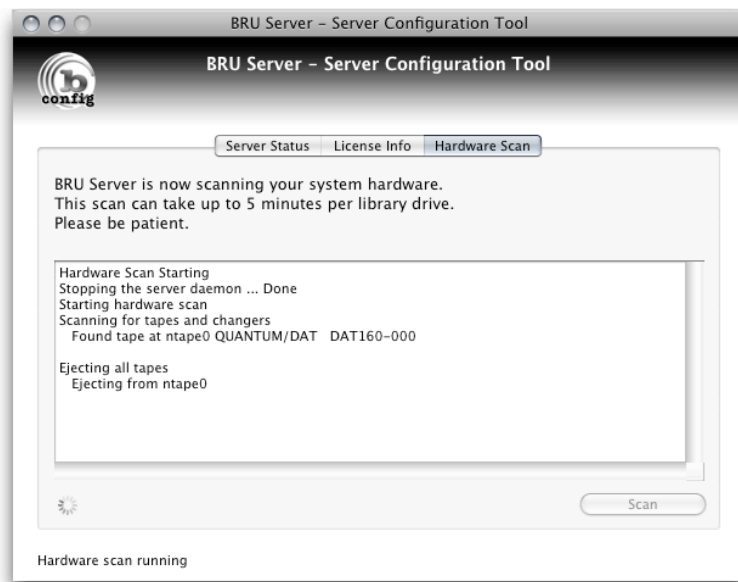 BRU Server – Server Configuration Tool
BRU Server – Server Configuration Tool
b
config
Server Status License Info Hardware Scan
BRU Server is now scanning your system hardware.
This scan can take up to 5 minutes per library drive.
Please be patient.
Hardware Scan Starting
Stopping the server daemon ... Done
Starting hardware scan
Scanning for tapes and changers
Found tape at ntape0 QUANTUM/DAT DAT160-000
Ejecting all tapes
Ejecting from ntape0
Scan
Hardware scan running